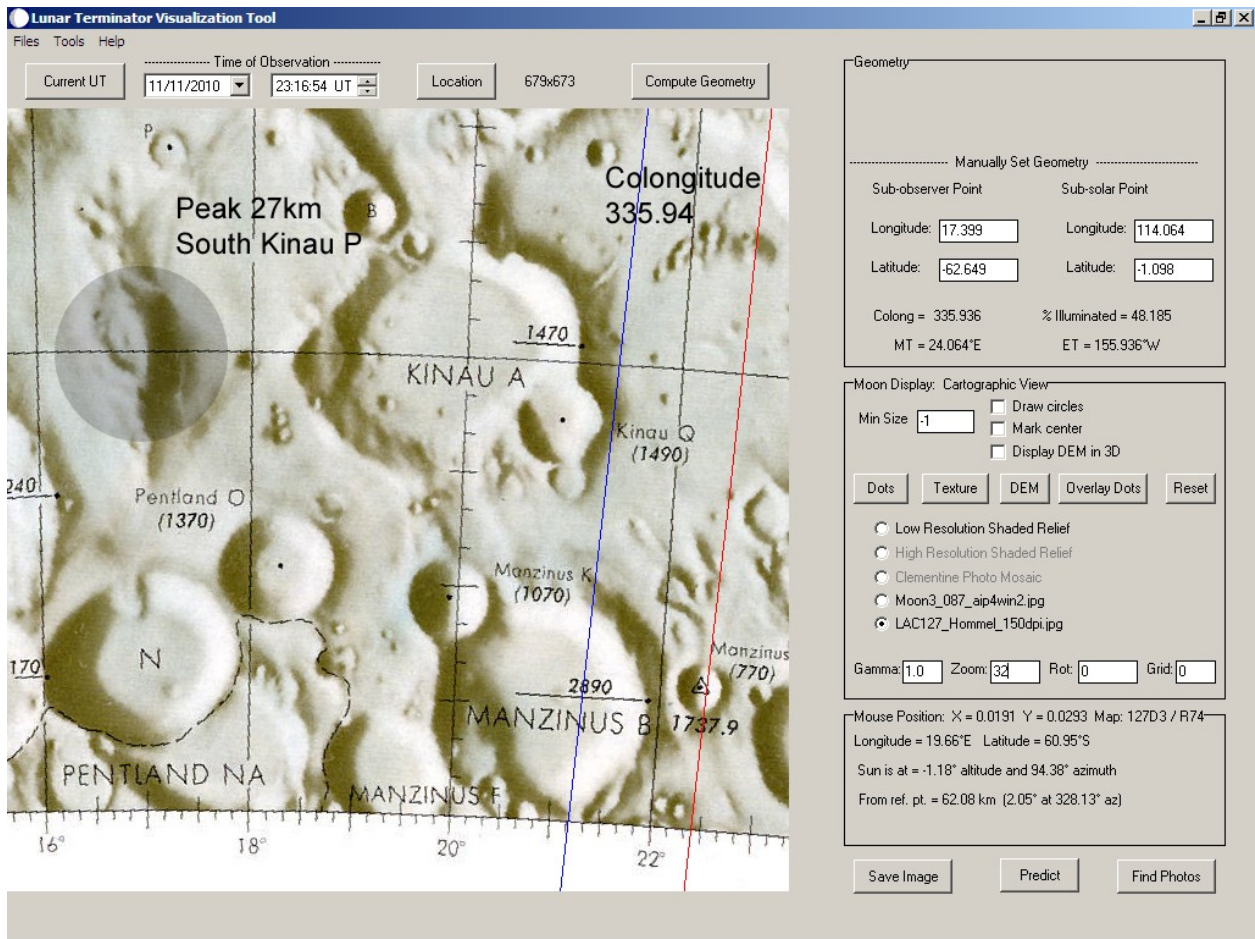 Lunar Terminator Visualization Tool
Files Tools Help
---------------- Time of Observation ------------
Current UT
11/11/2010
23:16:54 UT
Location
679x673
Compute Geometry
P
Peak 27km
South Kinau P
B
Colongitude
335.94
1470
KINAU A
Kinau Q
(1490)
240
Pentland O
(1370)
Manzinus K
(1070)
N
170
Manzinus
(770)
2890
MANZINUS B
1737.9
PENTLAND NA
MANZINUS F
16°
18°
20°
22°
Geometry
------------------------ Manually Set Geometry ------------------------
Sub-observer Point
Sub-solar Point
Longitude: 17.399
Longitude: 114.064
Latitude: -62.649
Latitude: -1.098
Colong = 335.936
% Illuminated = 48.185
MT = 24.064°E
ET = 155.936°W
Moon Display: Cartographic View
Min Size -1
Draw circles
Mark center
Display DEM in 3D
Dots
Texture
DEM
Overlay Dots
Reset
Low Resolution Shaded Relief
High Resolution Shaded Relief
Clementine Photo Mosaic
Moon3_087_aip4win2.jpg
LAC127_Hommel_150dpi.jpg
Gamma: 1.0 Zoom: 32 Rot: 0 Grid: 0
Mouse Position: X = 0.0191 Y = 0.0293 Map: 127D3 / R74
Longitude = 19.66°E Latitude = 60.95°S
Sun is at = -1.18° altitude and 94.38° azimuth
From ref. pt. = 62.08 km (2.05° at 328.13° az)
Save Image
Predict
Find Photos